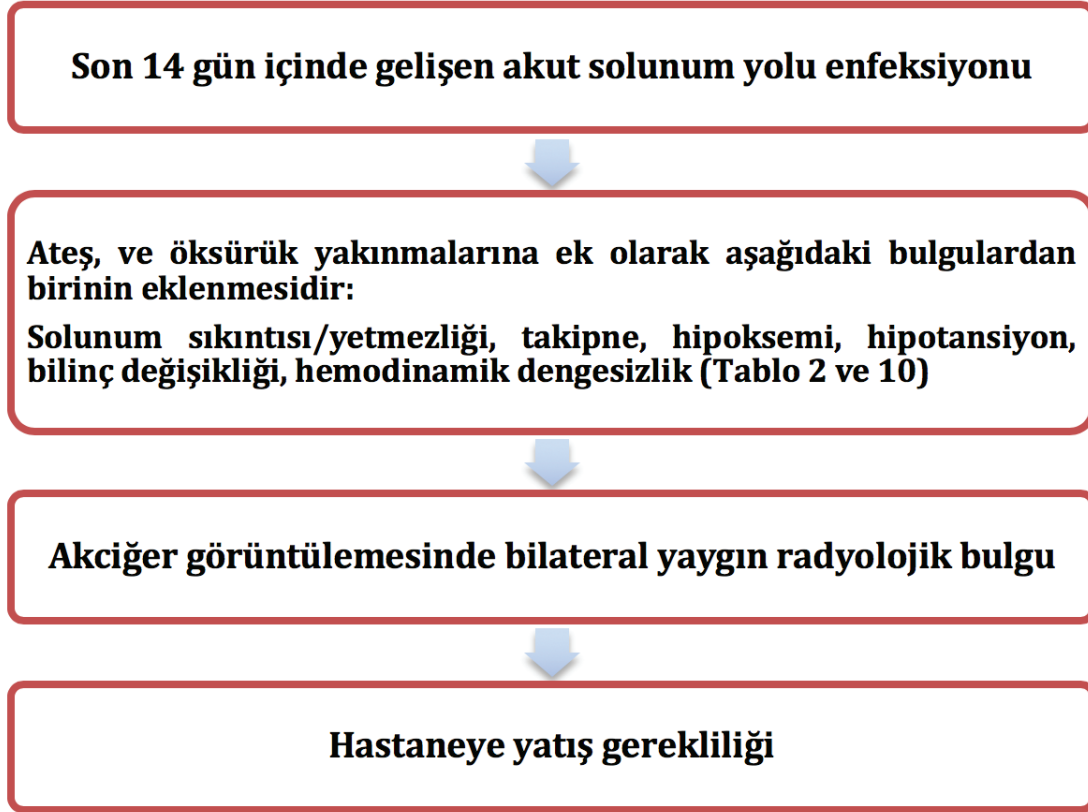 Son 14 gün içinde gelişen akut solunum yolu enfeksiyonu
Ateş, ve öksürük yakınmalarına ek olarak aşağıdaki bulgulardan
birinin eklenmesidir:
Solunum sıkıntısı/yetmezliği, takipne, hipoksemi, hipotansiyon,
bilinç değişikliği, hemodinamik dengesizlik (Tablo 2 ve 10)
Akciğer görüntülemesinde bilateral yaygın radyolojik bulgu
Hastaneye yatış gerekliliği